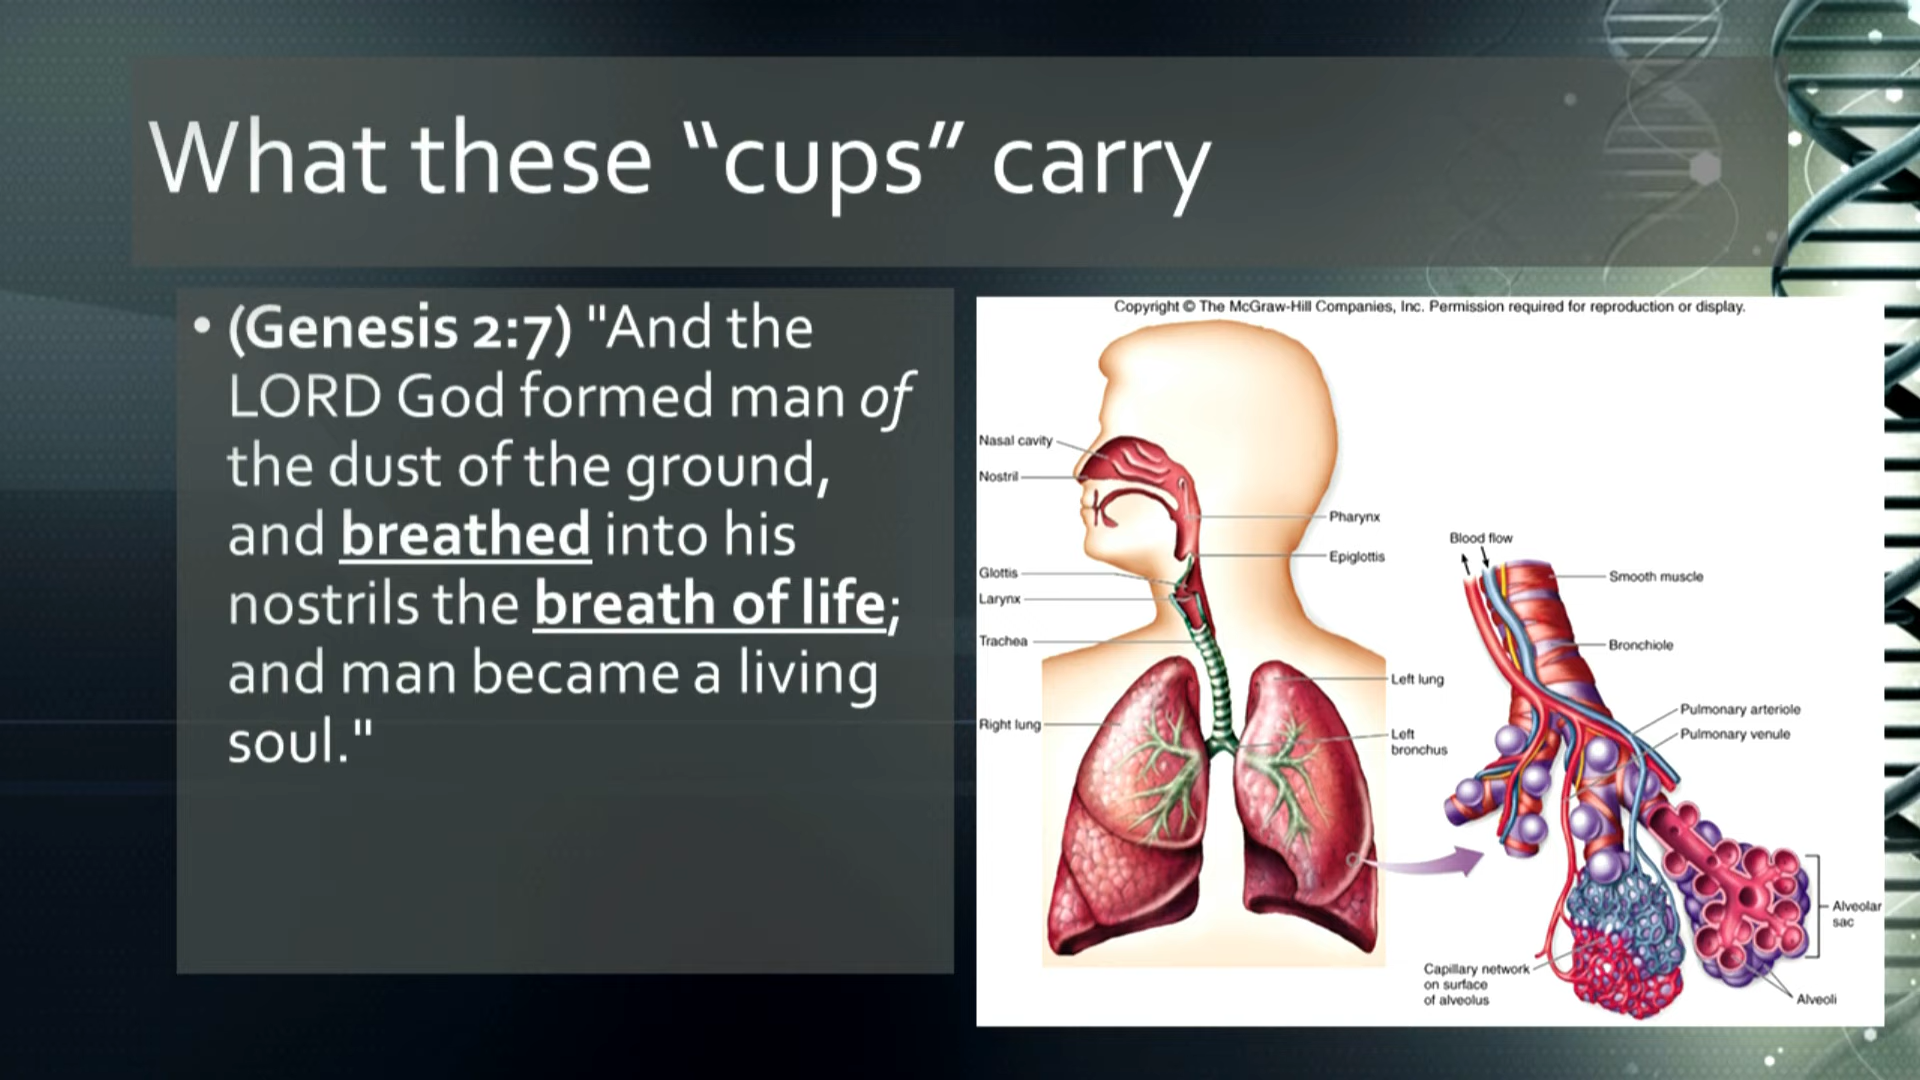 What these “cups” carry
• (Genesis 2:7) "And the
LORD God formed man of
the dust of the ground,
and breathed into his
nostrils the breath of life;
and man became a living
soul."
Copyright © The McGraw-Hill Companies, Inc. Permission required for reproduction or display.
Nasal cavity
Nostril
Glottis
Larynx
Trachea
Right lung
Pharynx
Epiglottis
Left lung
Left
bronchus
Blood flow
Smooth muscle
Bronchiole
Pulmonary arteriole
Pulmonary venule
Alveolar
sac
Capillary network
on surface
of alveolus
Alveoli